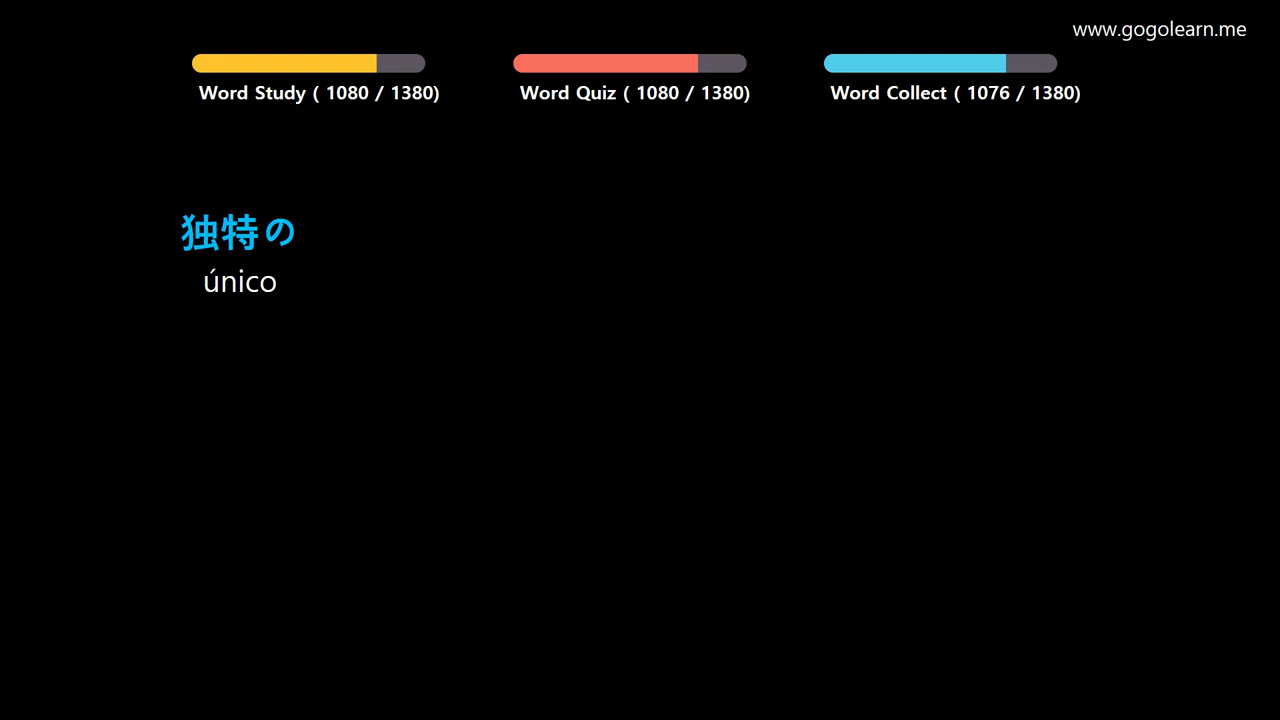 www.gogolearn.me
Word Study ( 1080 / 1380)
Word Quiz ( 1080 / 1380)
Word Collect ( 1076 / 1380)
独特の
único